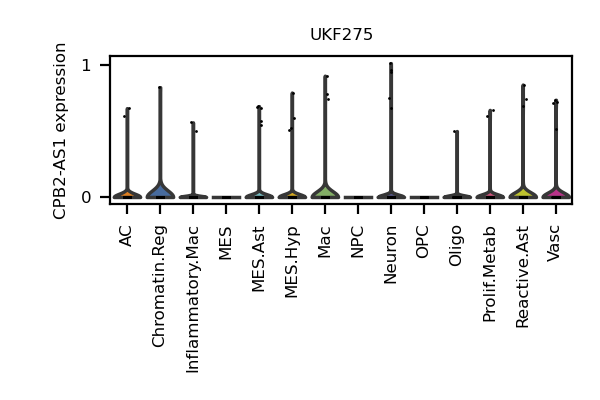 UKF275
CPB2-AS1 expression
1
0
AC
Chromatin.Reg
Inflammatory.Mac
MES
MES.Ast
MES.Hyp
Mac
NPC
Neuron
OPC
Oligo
Prolif.Metab
Reactive.Ast
Vasc